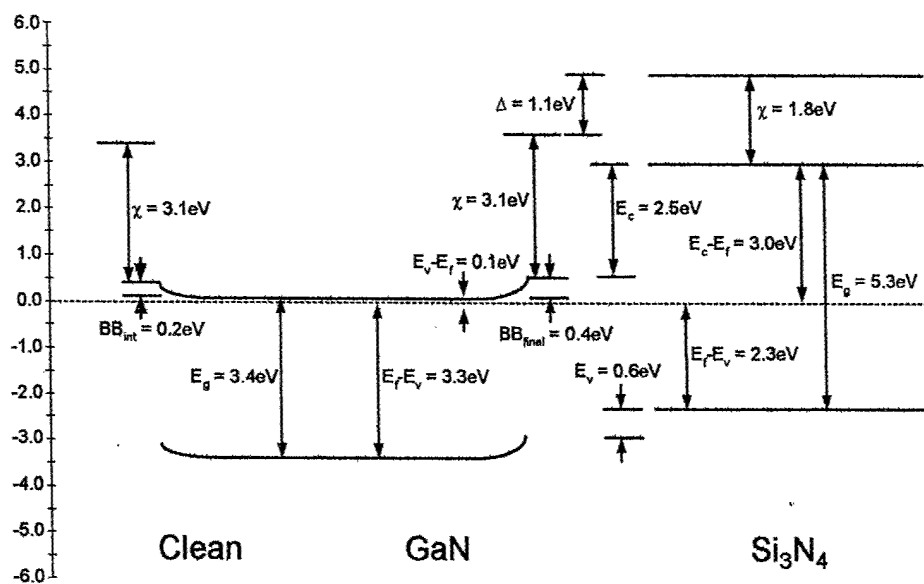 6.0
5.0
4.0
3.0
2.0
1.0
0.0
-1.0
-2.0
-3.0
-4.0
-5.0
-6.0
Δ = 1.1eV
χ = 1.8eV
χ = 3.1eV
χ = 3.1eV
E_c = 2.5eV
E_c-E_f = 3.0eV
E_v-E_f = 0.1eV
E_g = 5.3eV
BB_int = 0.2eV
BB_final = 0.4eV
E_g = 3.4eV
E_f-E_v = 3.3eV
E_v = 0.6eV
E_f-E_v = 2.3eV
Clean GaN Si₃N₄